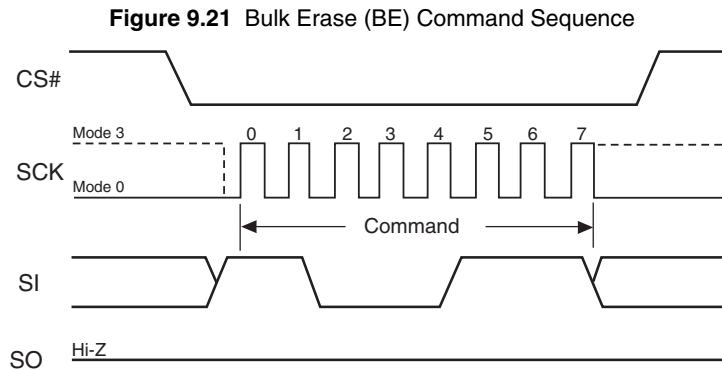 Figure 9.21 Bulk Erase (BE) Command Sequence
CS#
Mode 3
0 1 2 3 4 5 6 7
SCK
Mode 0
Command
SI
Hi-Z
SO